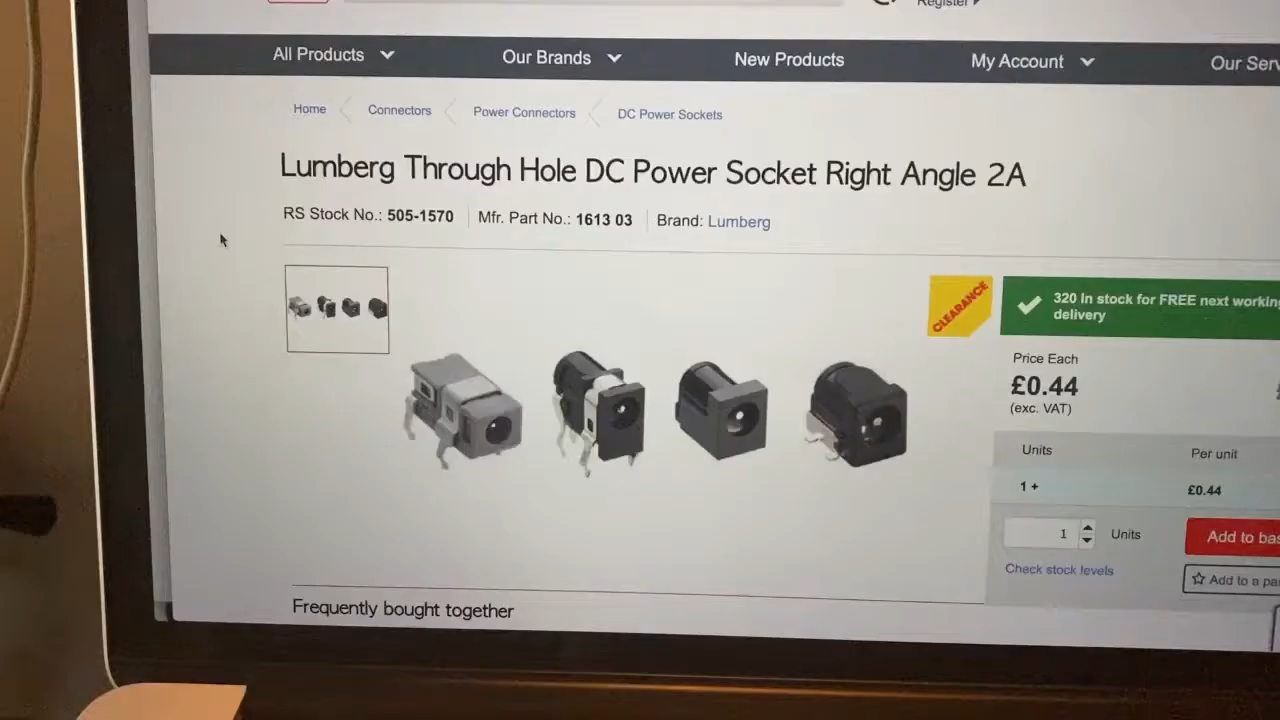 Register
All Products
Our Brands
New Products
My Account
Our Serv
Home
Connectors
Power Connectors
DC Power Sockets
Lumberg Through Hole DC Power Socket Right Angle 2A
RS Stock No.: 505-1570
Mfr. Part No.: 1613 03
Brand: Lumberg
CLEARANCE
320 In stock for FREE next working
delivery
Price Each
£0.44
(exc. VAT)
Units
Per unit
1 +
£0.44
1
Units
Add to bas
Check stock levels
Add to a pa
Frequently bought together